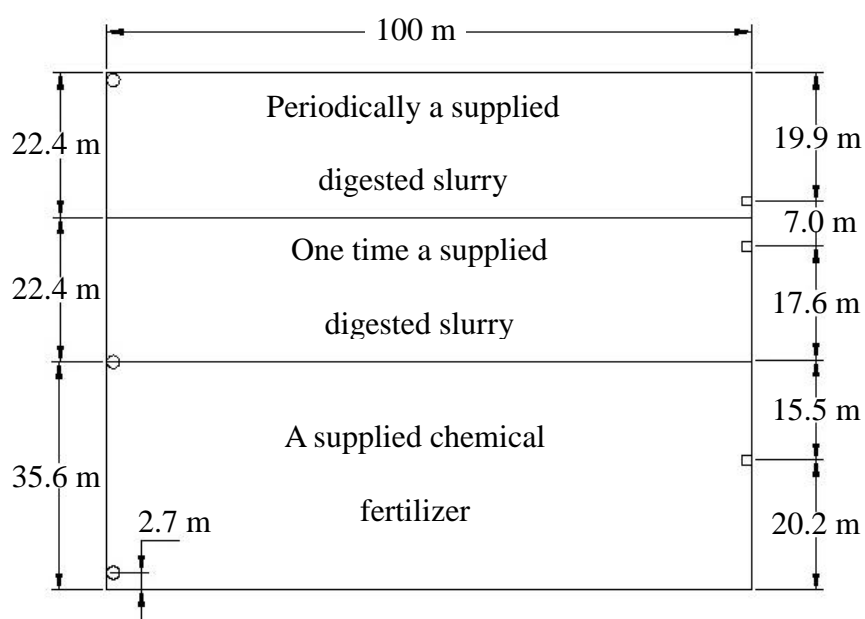 100 m
22.4 m
Periodically a supplied
digested slurry
19.9 m
7.0 m
22.4 m
One time a supplied
digested slurry
17.6 m
35.6 m
A supplied chemical
fertilizer
15.5 m
2.7 m
20.2 m